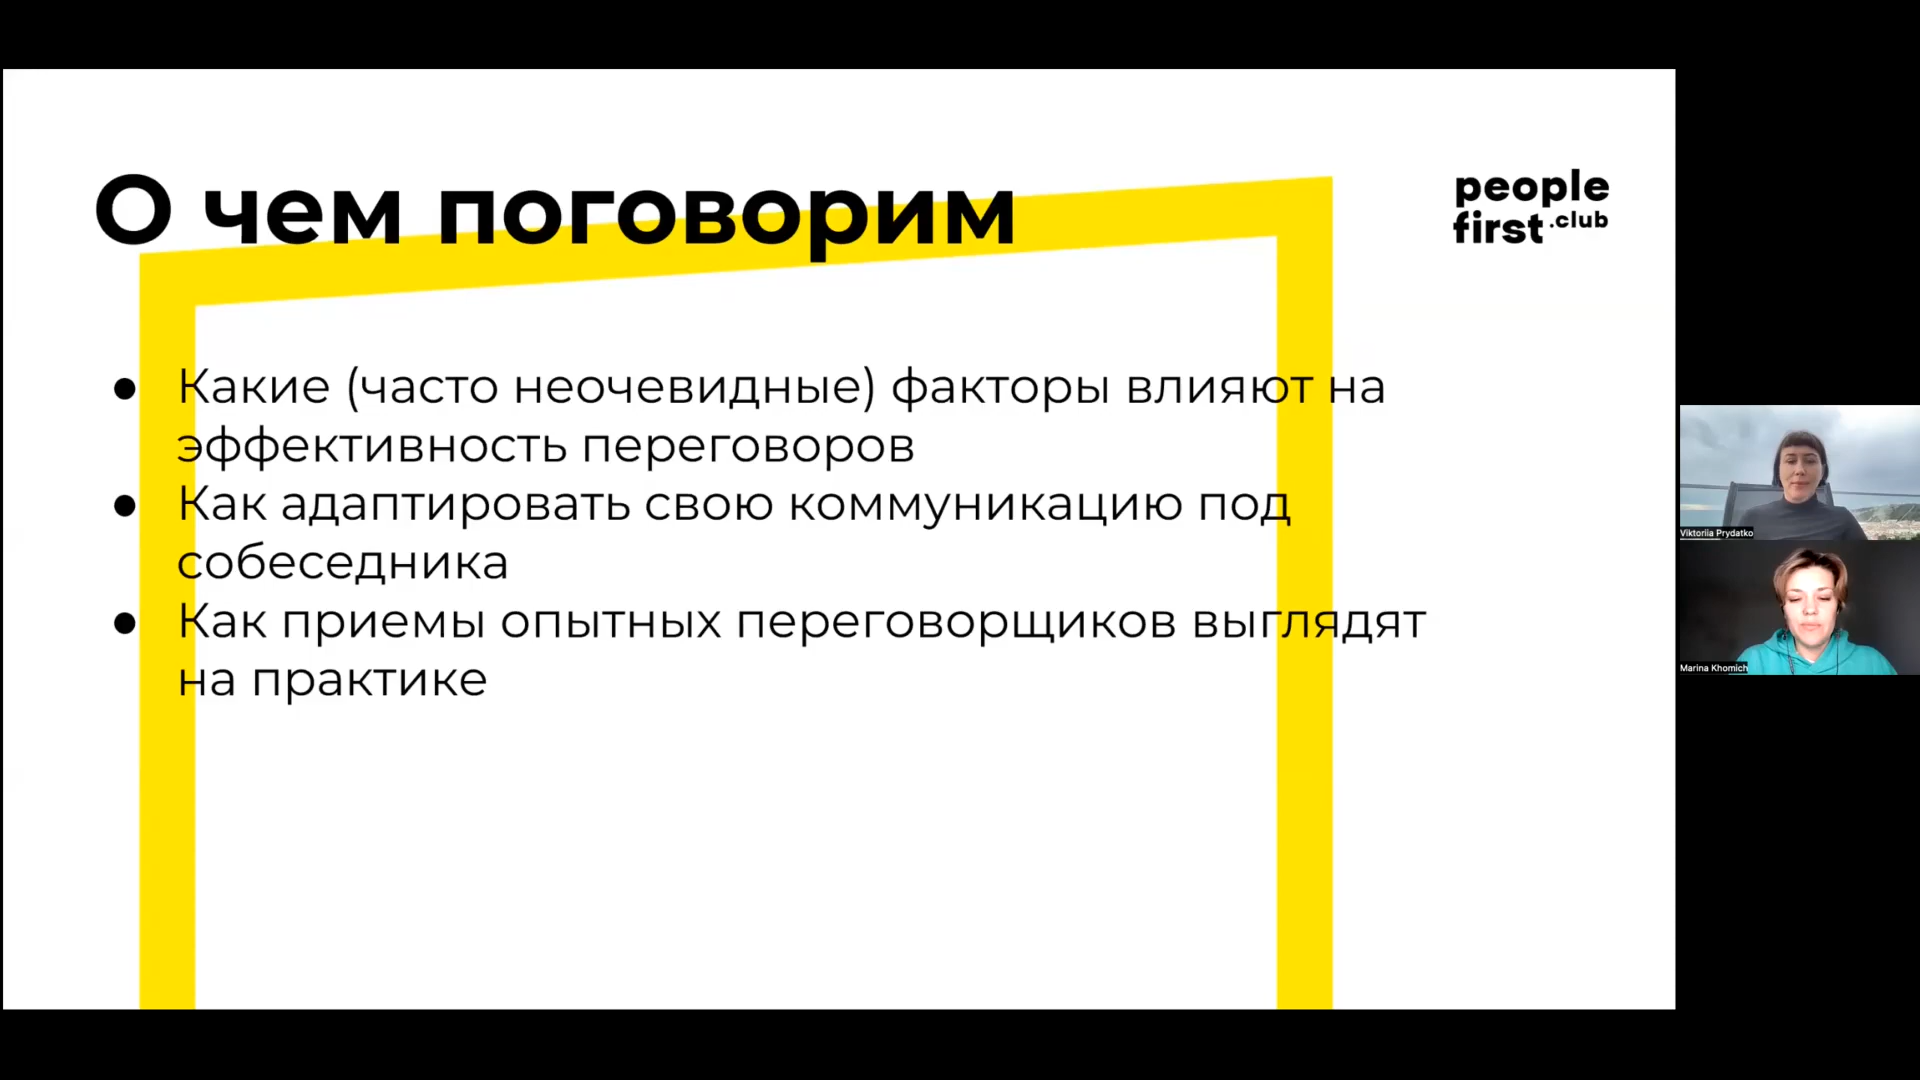 О чем поговорим
people
first .club
● Какие (часто неочевидные) факторы влияют на
эффективность переговоров
● Как адаптировать свою коммуникацию под
собеседника
● Как приемы опытных переговорщиков выглядят
на практике
Viktoriia Prydatko
Marina Khomich